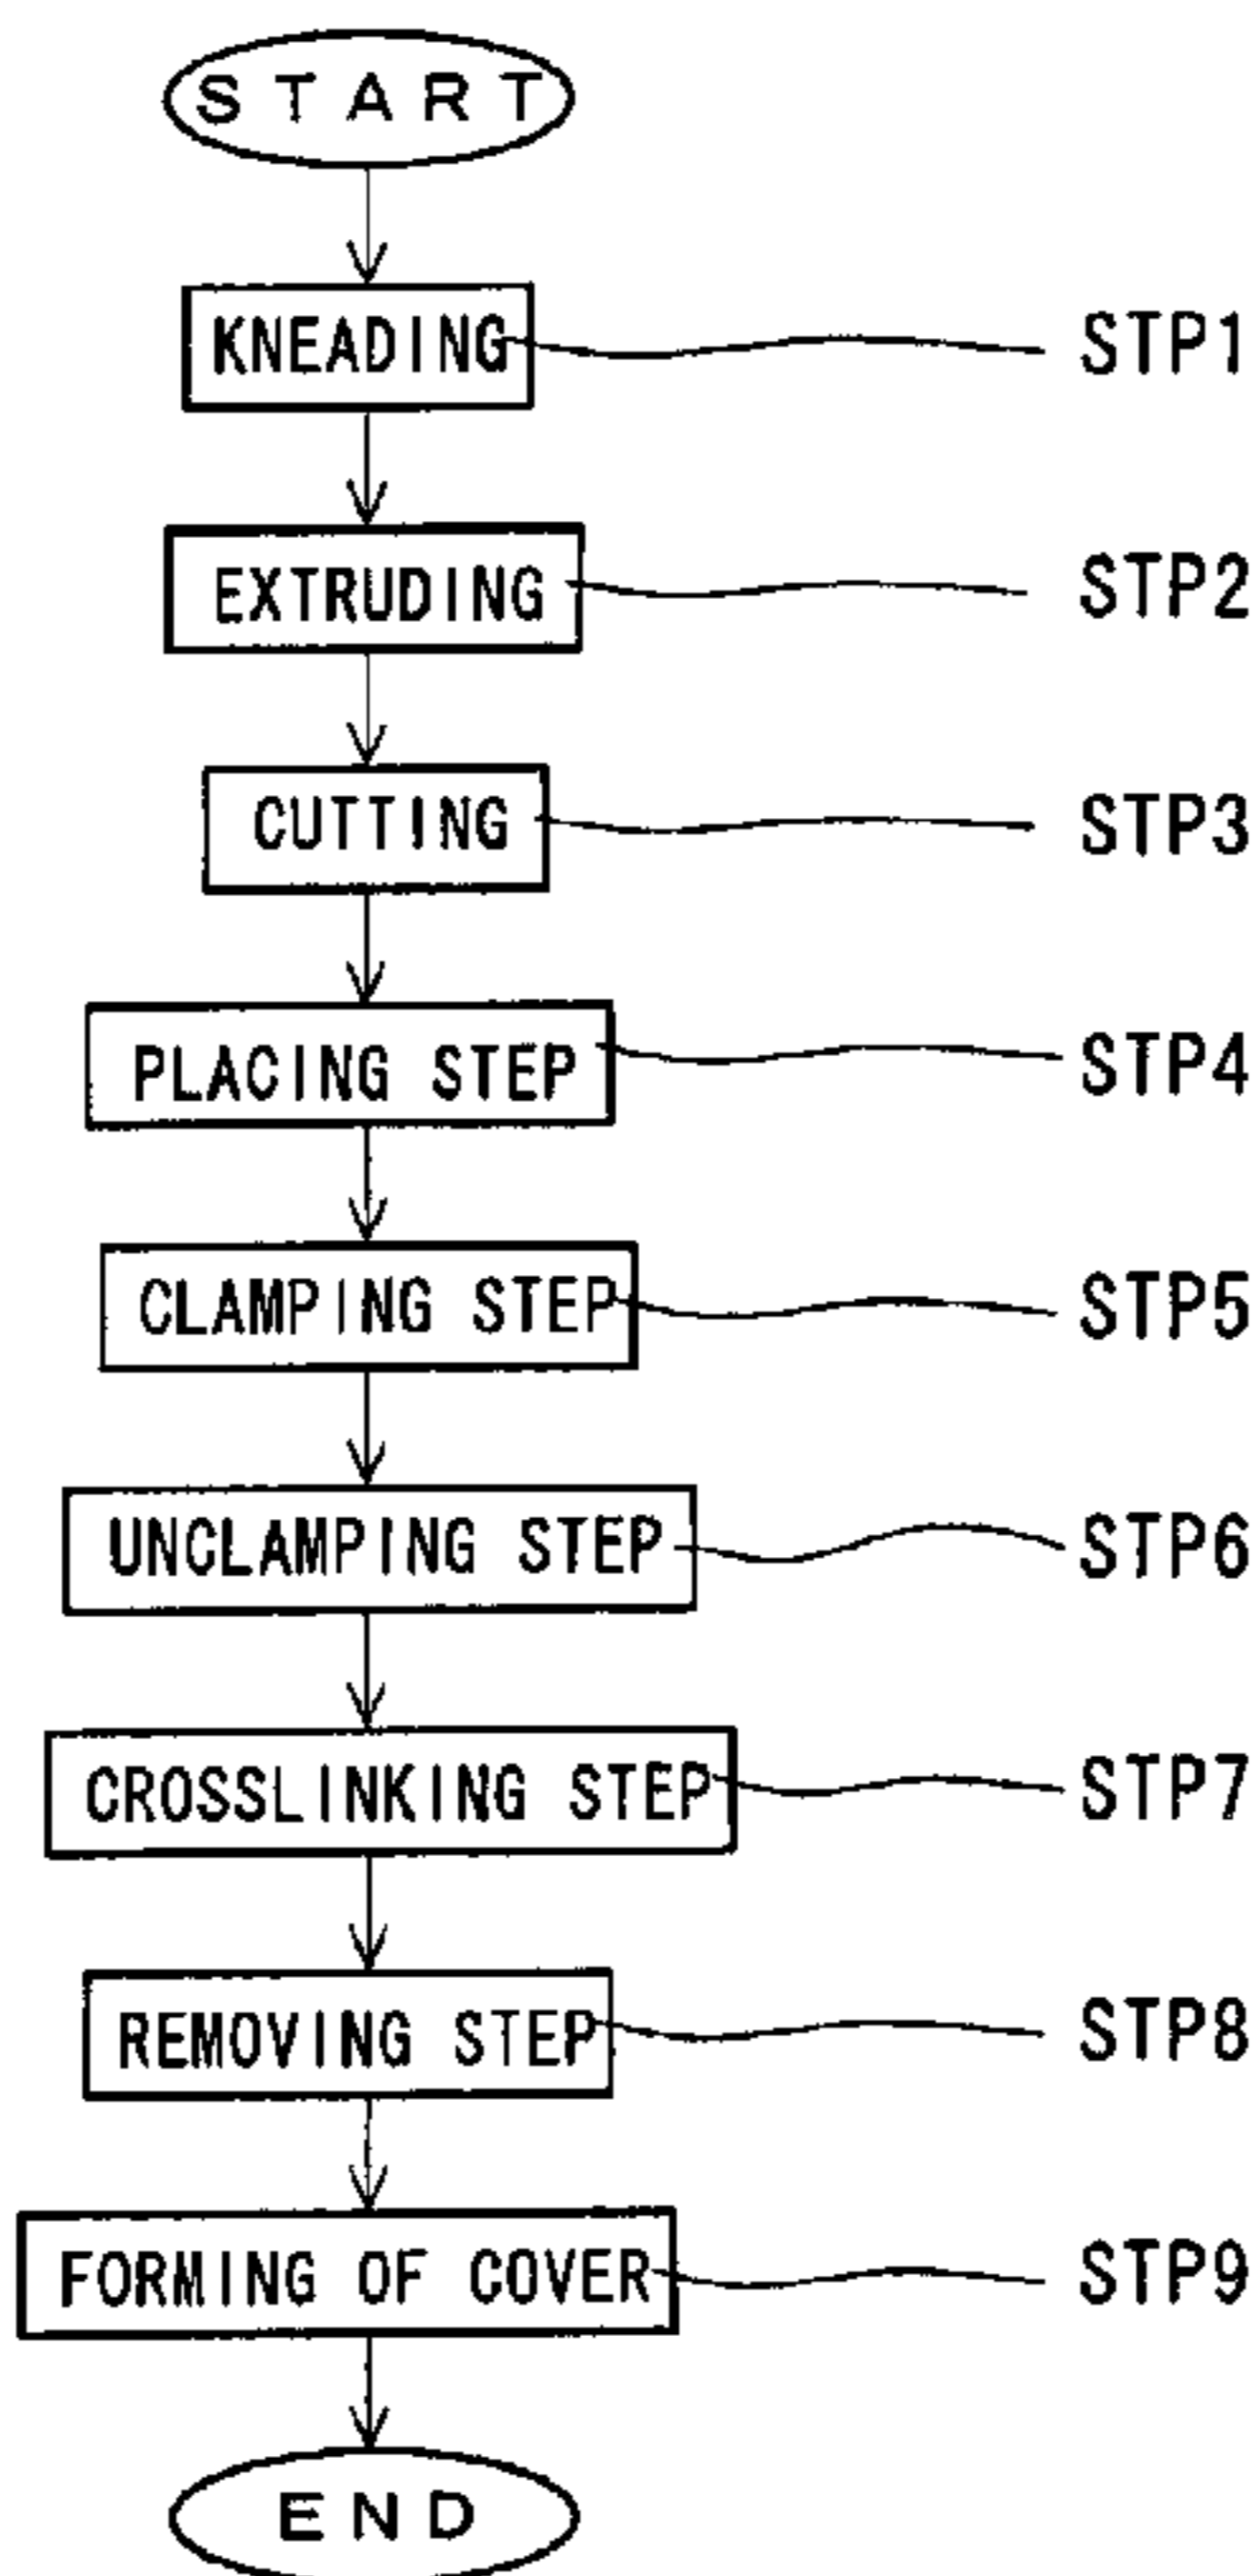 START
KNEADING STP1
EXTRUDING STP2
CUTTING STP3
PLACING STEP STP4
CLAMPING STEP STP5
UNCLAMPING STEP STP6
CROSSLINKING STEP STP7
REMOVING STEP STP8
FORMING OF COVER STP9
END